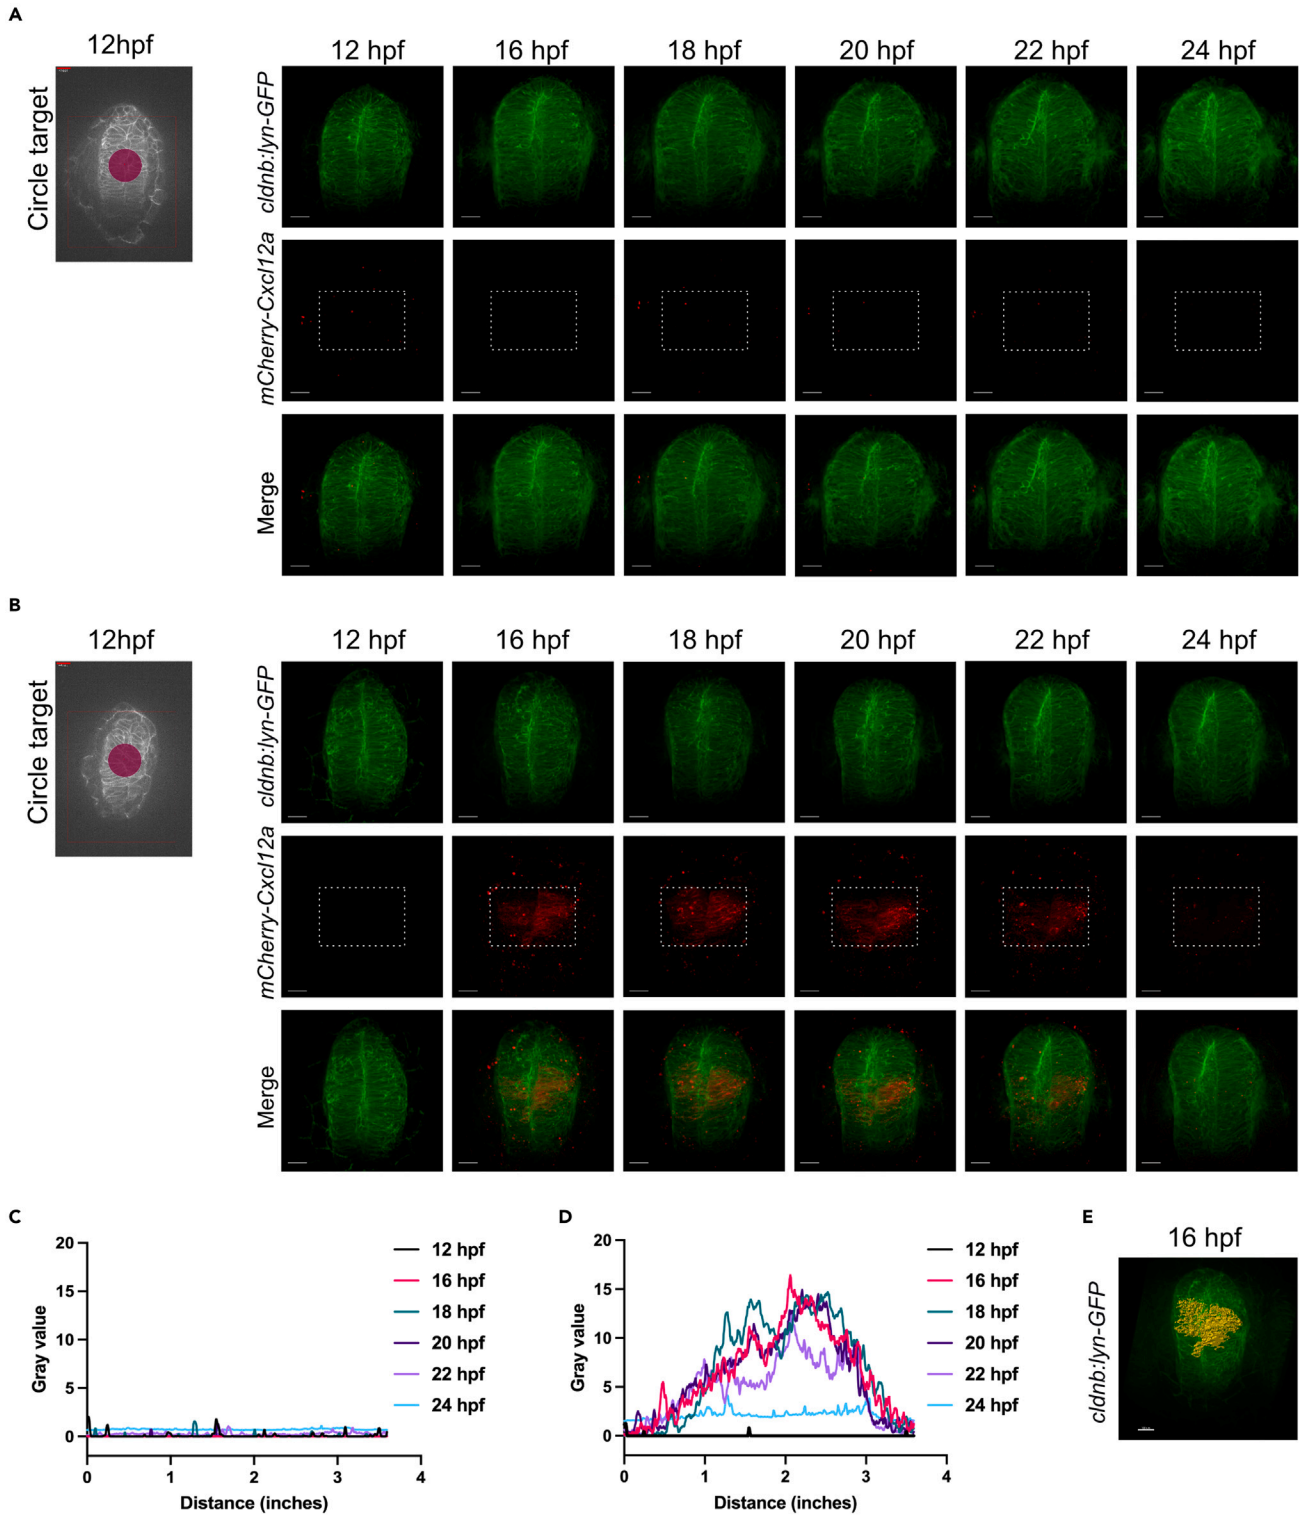 A
12hpf
Circle target
12 hpf 16 hpf 18 hpf 20 hpf 22 hpf 24 hpf
cldnb:lyn-GFP
mCherry-Cxcl12a
Merge
B
12hpf
Circle target
12 hpf 16 hpf 18 hpf 20 hpf 22 hpf 24 hpf
cldnb:lyn-GFP
mCherry-Cxcl12a
Merge
C
Gray value
20
15
10
5
0
0 1 2 3 4
Distance (inches)
12 hpf
16 hpf
18 hpf
20 hpf
22 hpf
24 hpf
D
Gray value
20
15
10
5
0
0 1 2 3 4
Distance (inches)
12 hpf
16 hpf
18 hpf
20 hpf
22 hpf
24 hpf
E
16 hpf
cldnb:lyn-GFP